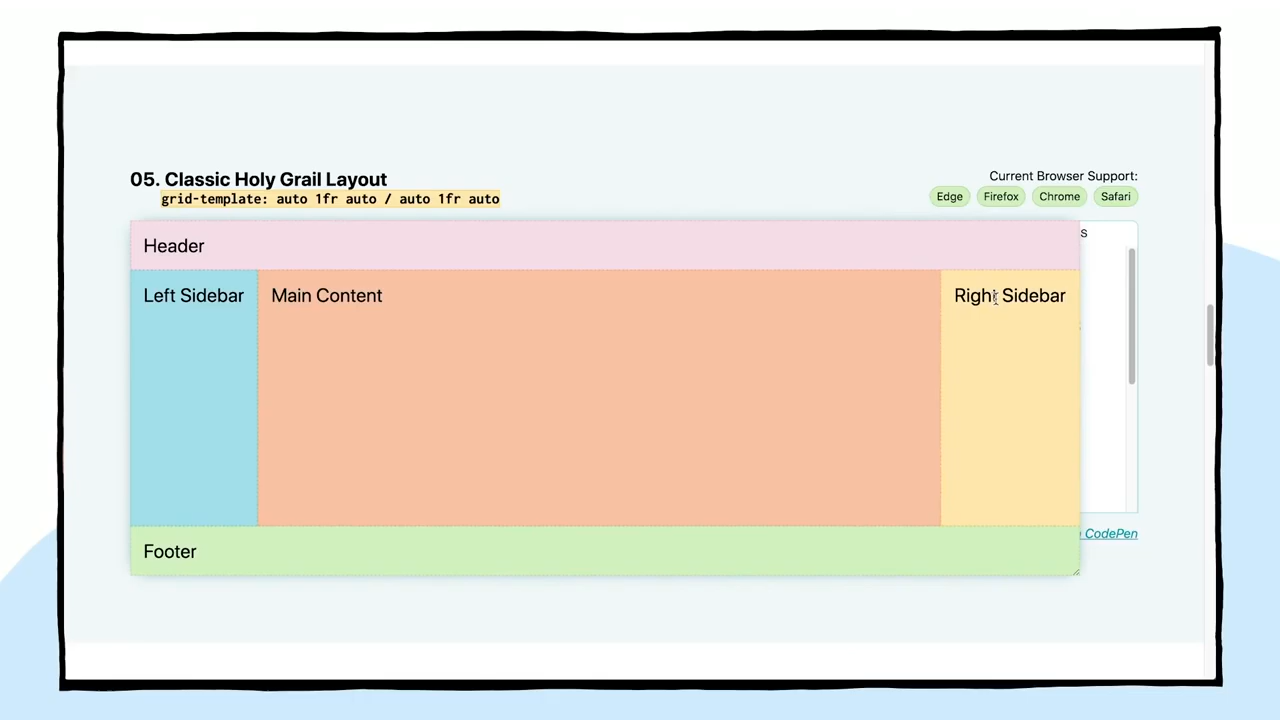 05. Classic Holy Grail Layout
grid-template: auto 1fr auto / auto 1fr auto
Current Browser Support:
Edge Firefox Chrome Safari
Header
s
Left Sidebar Main Content Right Sidebar
CodePen
Footer